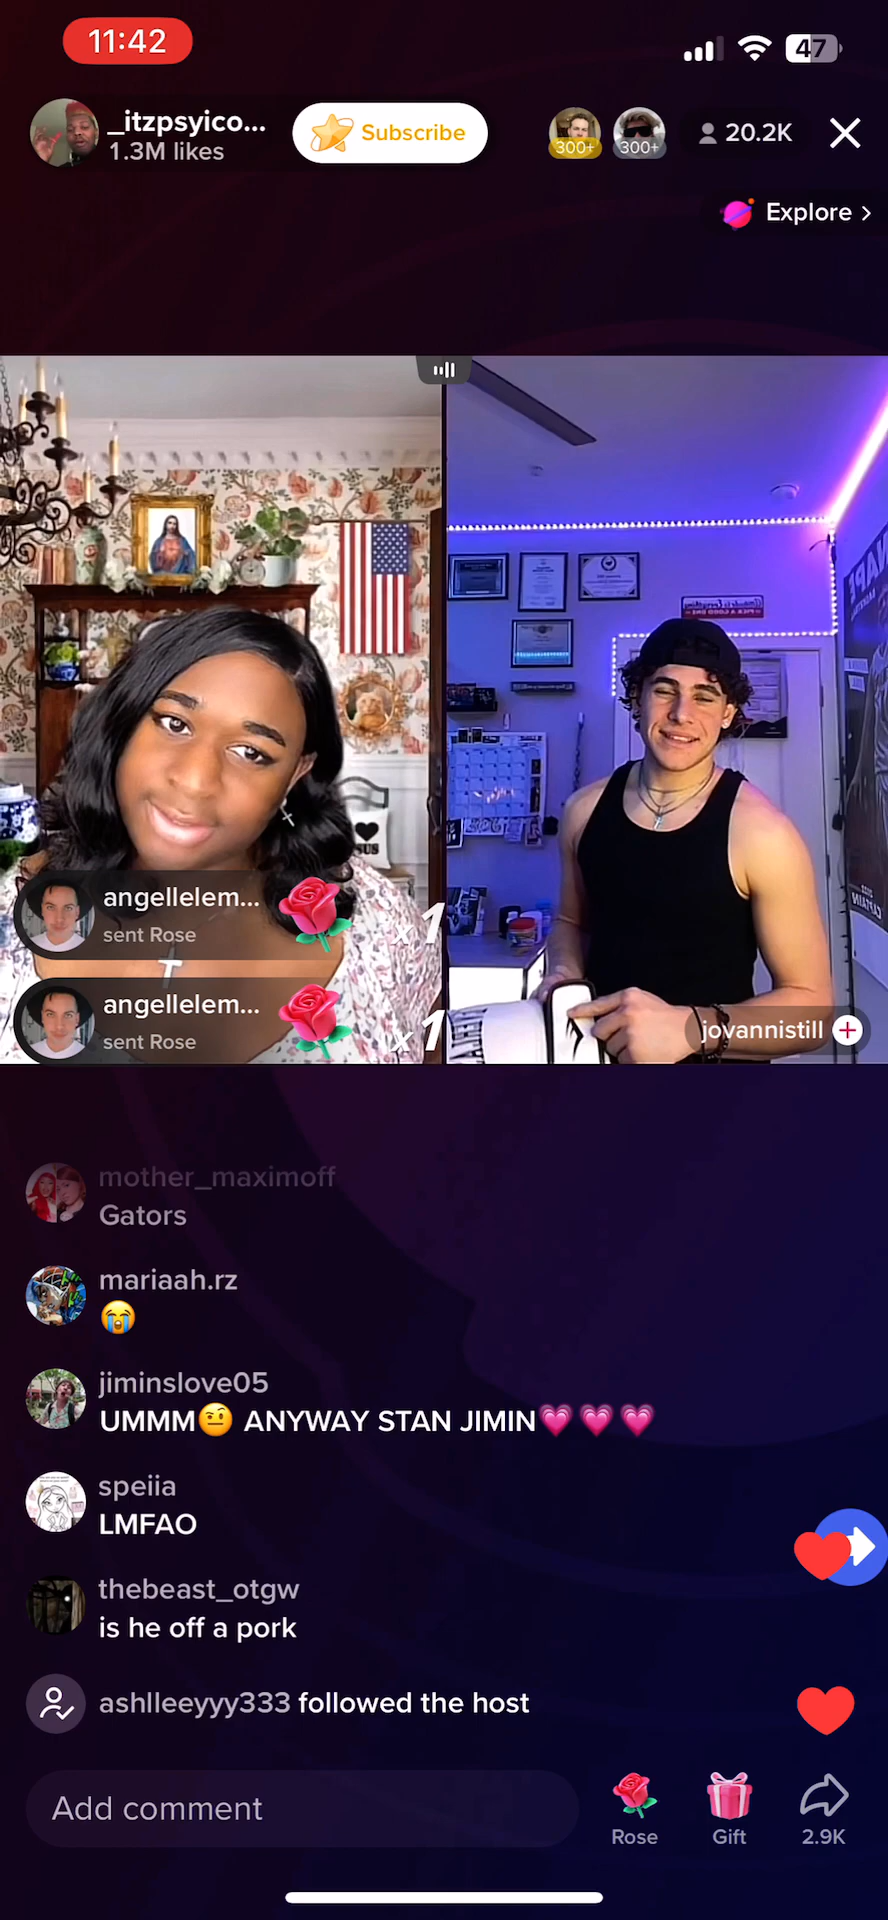 11:42
47
_itzpsyico...
1.3M likes
Subscribe
300+
300+
20.2K
Explore >
SUS
angellelem...
sent Rose
x1
angellelem...
sent Rose
x1
jovannistill
mother_maximoff
Gators
mariaah.rz
😭
jiminslove05
UMMM🤨 ANYWAY STAN JIMIN💗💗💗
speiia
LMFAO
thebeast_otgw
is he off a pork
ashlleeyyy333 followed the host
Add comment
Rose
Gift
2.9K